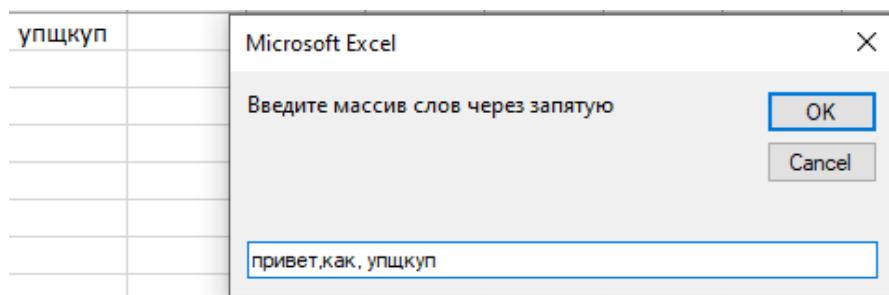 упщкуп
Microsoft Excel
Введите массив слов через запятую
OK
Cancel
привет,как, упщкуп